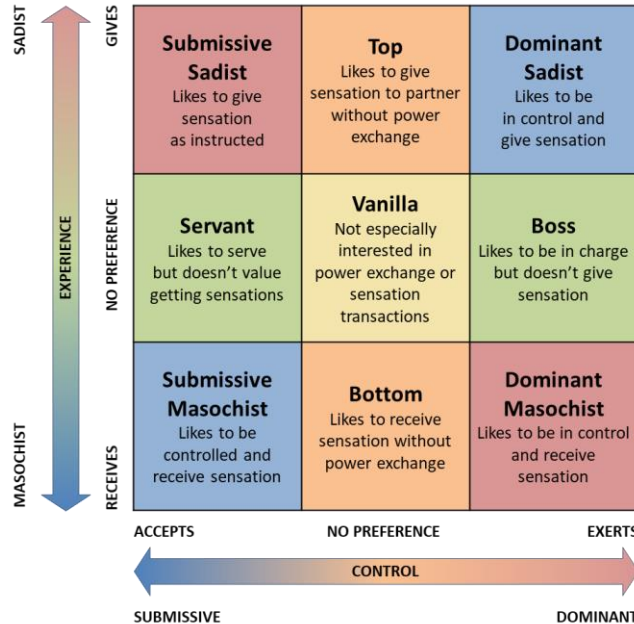 SADIST
GIVES
Submissive
Sadist
Likes to give
sensation
as instructed
Top
Likes to give
sensation to partner
without power
exchange
Dominant
Sadist
Likes to be
in control and
give sensation
EXPERIENCE
NO PREFERENCE
Servant
Likes to serve
but doesn't value
getting sensations
Vanilla
Not especially
interested in
power exchange or
sensation
transactions
Boss
Likes to be in charge
but doesn't give
sensation
MASOCHIST
RECEIVES
Submissive
Masochist
Likes to be
controlled and
receive sensation
Bottom
Likes to receive
sensation without
power exchange
Dominant
Masochist
Likes to be in control
and receive
sensation
ACCEPTS
NO PREFERENCE
EXERTS
CONTROL
SUBMISSIVE
DOMINANT